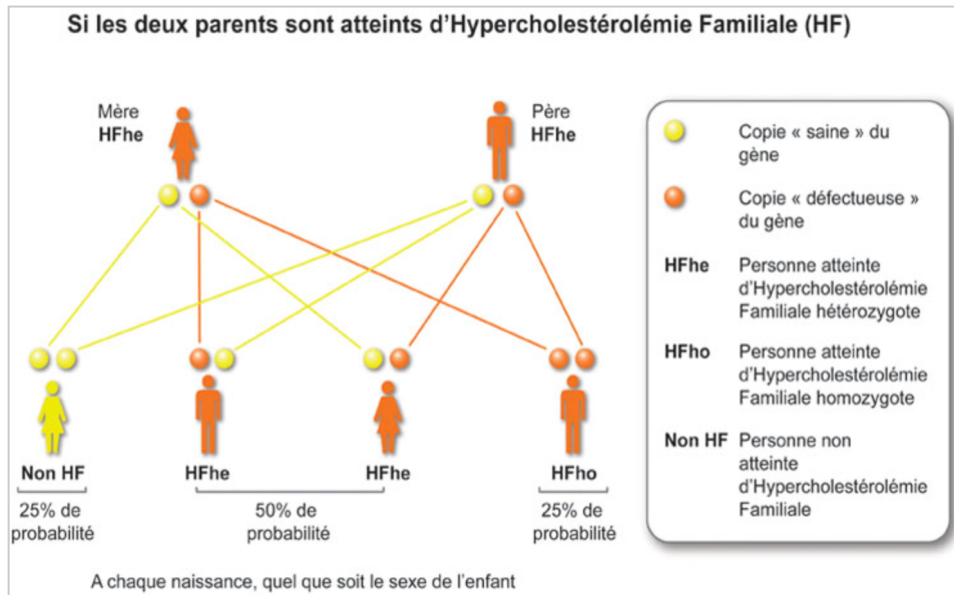 Si les deux parents sont atteints d’Hypercholestérolémie Familiale (HF)
Mère
HFhe
Père
HFhe
Copie « saine » du
gène
Copie « défectueuse »
du gène
HFhe Personne atteinte
d’Hypercholestérolémie
Familiale hétérozygote
HFho Personne atteinte
d’Hypercholestérolémie
Familiale homozygote
Non HF Personne non
atteinte
d’Hypercholestérolémie
Familiale
Non HF
HFhe
HFhe
HFho
25% de
probabilité
50% de
probabilité
25% de
probabilité
A chaque naissance, quel que soit le sexe de l’enfant